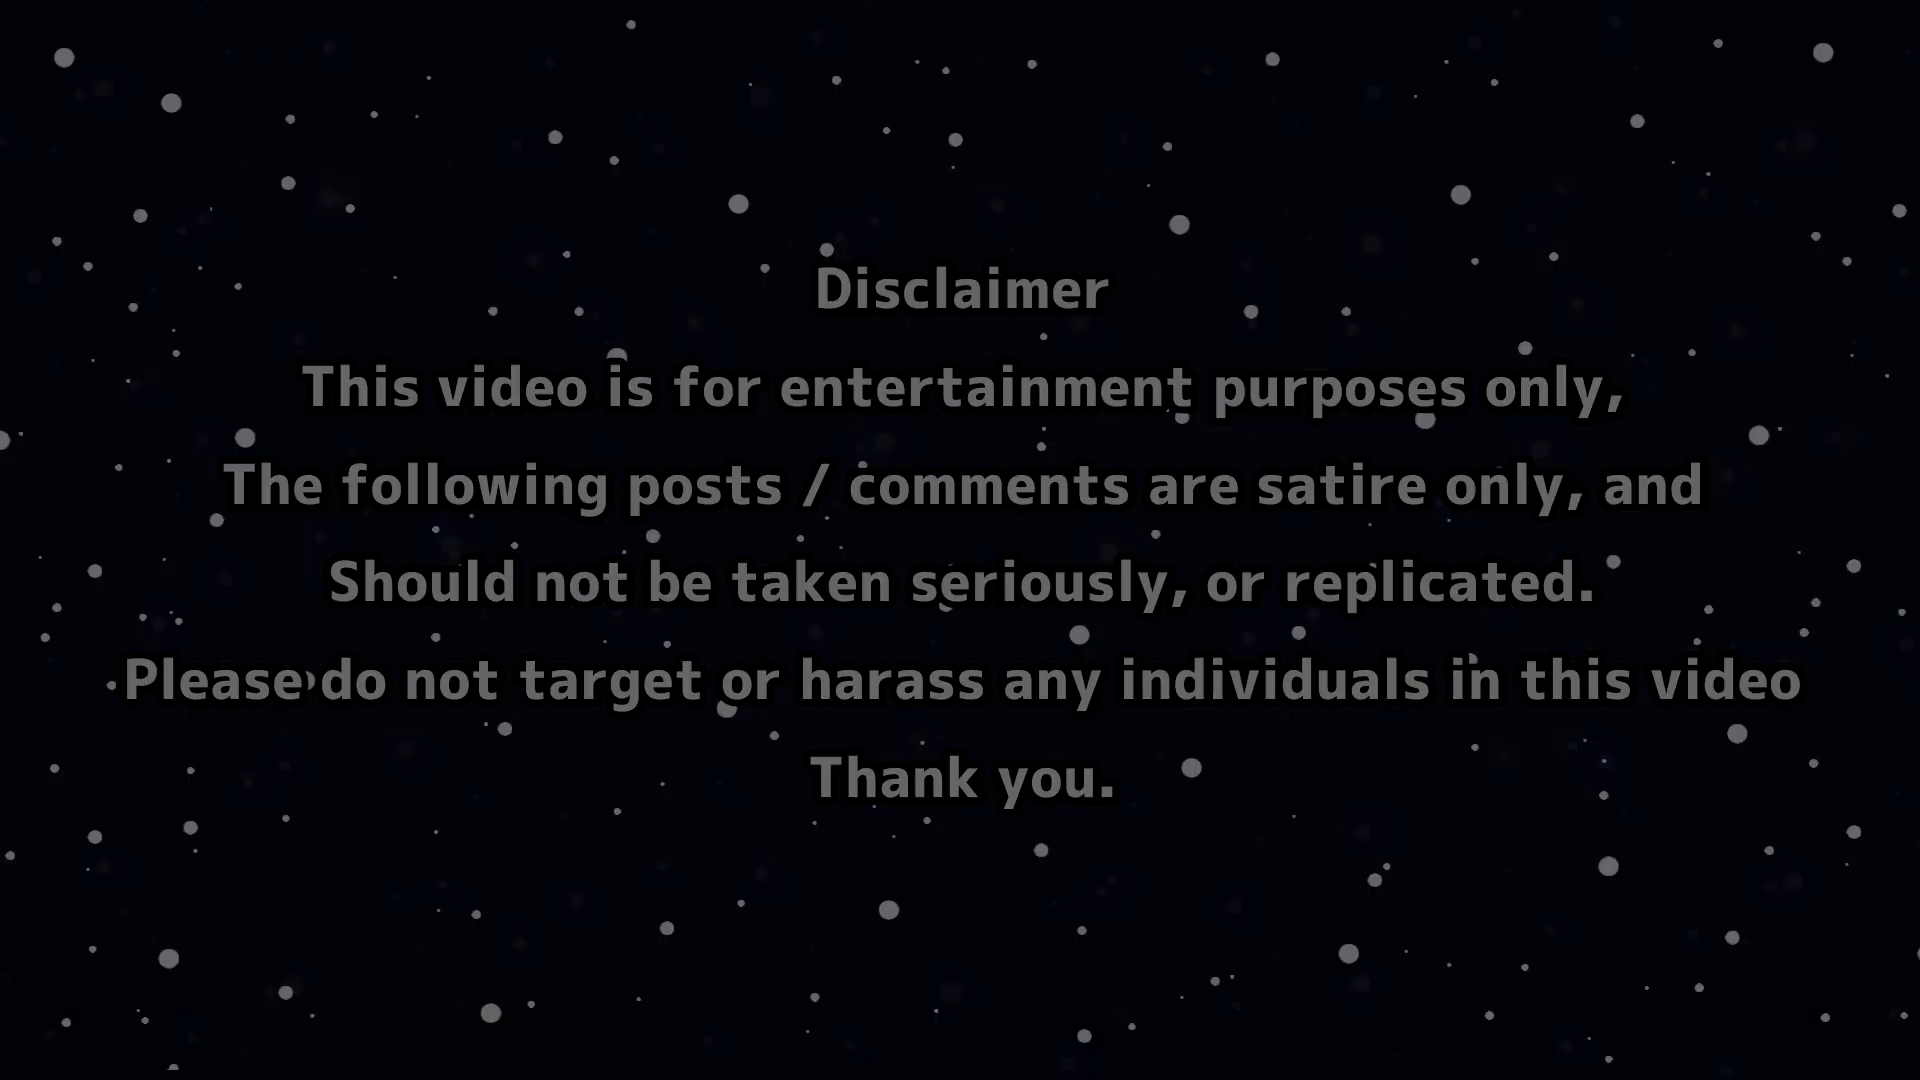 Disclaimer
This video is for entertainment purposes only,
The following posts / comments are satire only, and
Should not be taken seriously, or replicated.
Please do not target or harass any individuals in this video
Thank you.